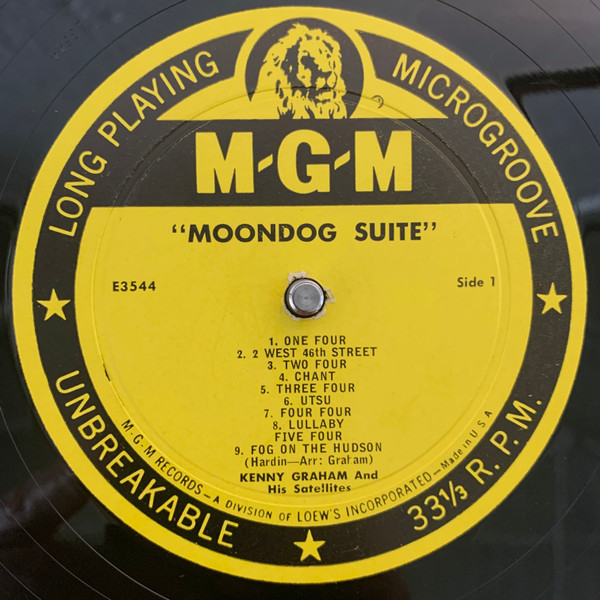 LONG PLAYING MICROGROOVE
M-G-M
"MOONDOG SUITE"
E3544 Side 1
1. ONE FOUR
2. 2 WEST 46th STREET
3. TWO FOUR
4. CHANT
5. THREE FOUR
6. UTSU
7. FOUR FOUR
8. LULLABY
FIVE FOUR
9. FOG ON THE HUDSON
(Hardin—Arr: Graham)
KENNY GRAHAM And
His Satellites
M-G-M RECORDS—A DIVISION OF LOEW'S INCORPORATED—Made in U S A
UNBREAKABLE 33⅓ R.P.M.